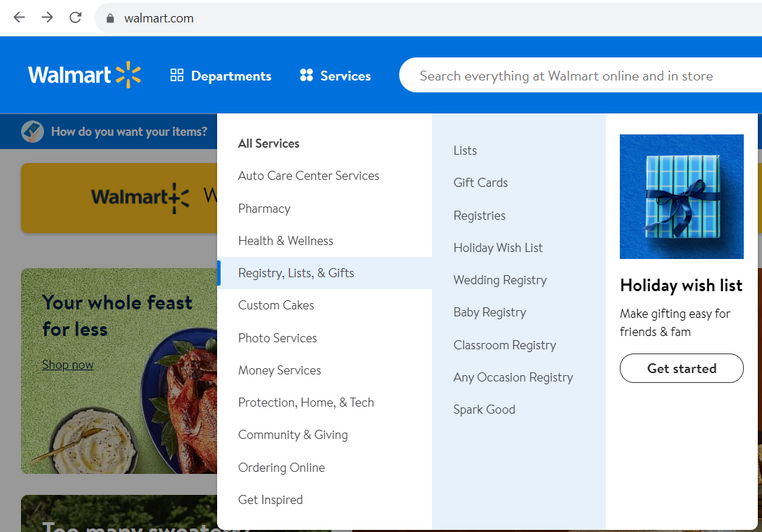 walmart.com
Walmart
Departments
Services
Search everything at Walmart online and in store
How do you want your items?
Walmart+ W
Your whole feast
for less
Shop now
All Services
Auto Care Center Services
Pharmacy
Health & Wellness
Registry, Lists, & Gifts
Custom Cakes
Photo Services
Money Services
Protection, Home, & Tech
Community & Giving
Ordering Online
Get Inspired
Lists
Gift Cards
Registries
Holiday Wish List
Wedding Registry
Baby Registry
Classroom Registry
Any Occasion Registry
Spark Good
Holiday wish list
Make gifting easy for
friends & fam
Get started
Too many sweaters?